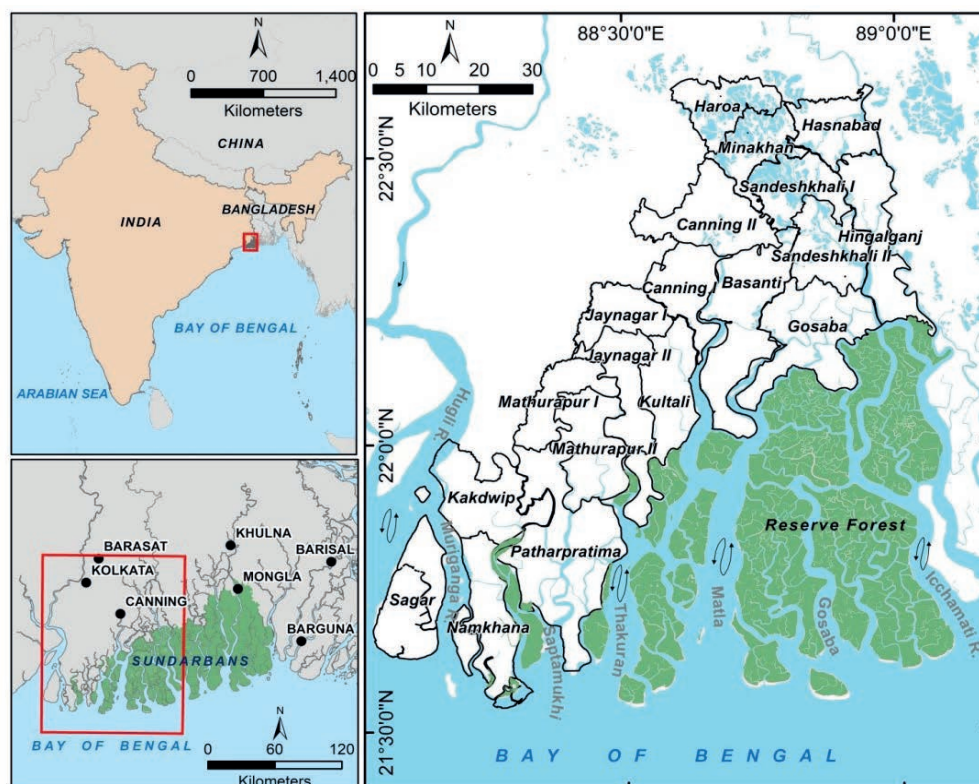 N
0 700 1,400
Kilometers
CHINA
BANGLADESH
INDIA
BAY OF BENGAL
ARABIAN SEA
KHULNA
BARISAL
BARASAT
KOLKATA
MONGLA
CANNING
BARGUNA
SUNDARBANS
BAY OF BENGAL
N
0 60 120
Kilometers
88°30'0"N
89°0'0"N
N
0 5 10 20 30
Kilometers
22°30'0"N
22°0'0"N
21°30'0"N
Haroa
Hasnabad
Minakhan
Sandeshkhali I
Canning II
Hingalganj
Sandeshkhali II
Canning I
Basanti
Jaynagar I
Gosaba
Jaynagar II
Mathurapur I
Kultali
Hugli R.
Mathurapur II
Kakdwip
Reserve Forest
Patharpratima
Muriganga R.
Sagar
Namkhana
Saptamukhi
Thakuran
Matla
Gosaba
Icchamati R.
BAY OF BENGAL